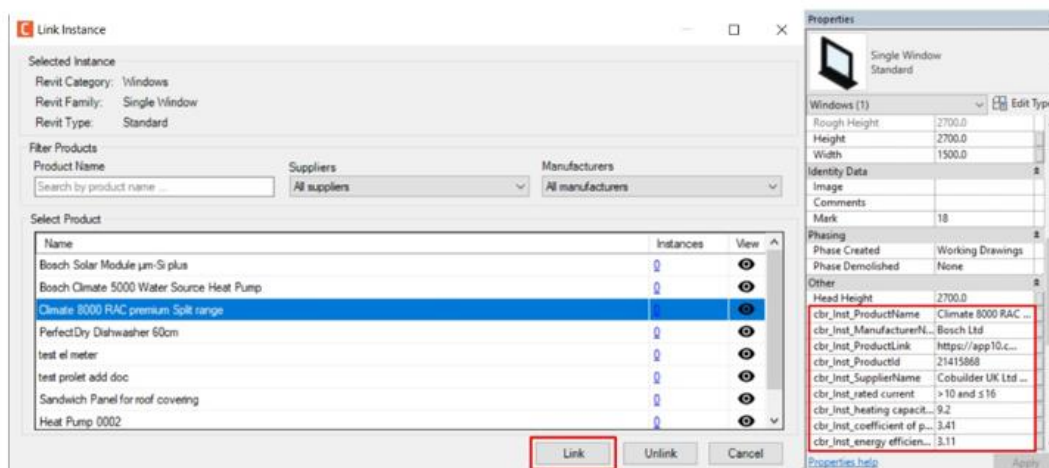 Link Instance
Selected Instance
Revit Category: Windows
Revit Family: Single Window
Revit Type: Standard
Filter Products
Product Name Suppliers Manufacturers
Search by product name ... All suppliers All manufacturers
Select Product
Name Instances View
Bosch Solar Module µm-Si plus 0
Bosch Climate 5000 Water Source Heat Pump 0
Climate 8000 RAC premium Split range 0
PerfectDry Dishwasher 60cm 0
test el meter 0
test prolet add doc 0
Sandwich Panel for roof covering 0
Heat Pump 0002 0
Link Unlink Cancel
Properties
Single Window
Standard
Windows (1) Edit Type
Rough Height 2700.0
Height 2700.0
Width 1500.0
Identity Data
Image
Comments
Mark 18
Phasing
Phase Created Working Drawings
Phase Demolished None
Other
Head Height 2700.0
cbr_Inst_ProductName Climate 8000 RAC ...
cbr_Inst_ManufacturerN... Bosch Ltd
cbr_Inst_ProductLink https://app10.c...
cbr_Inst_ProductId 21415868
cbr_Inst_SupplierName Cobuilder UK Ltd ...
cbr_Inst_rated current >10 and ≤16
cbr_Inst_heating capacit... 9.2
cbr_Inst_coefficient of p... 3.41
cbr_Inst_energy efficien... 3.11
Properties help Apply